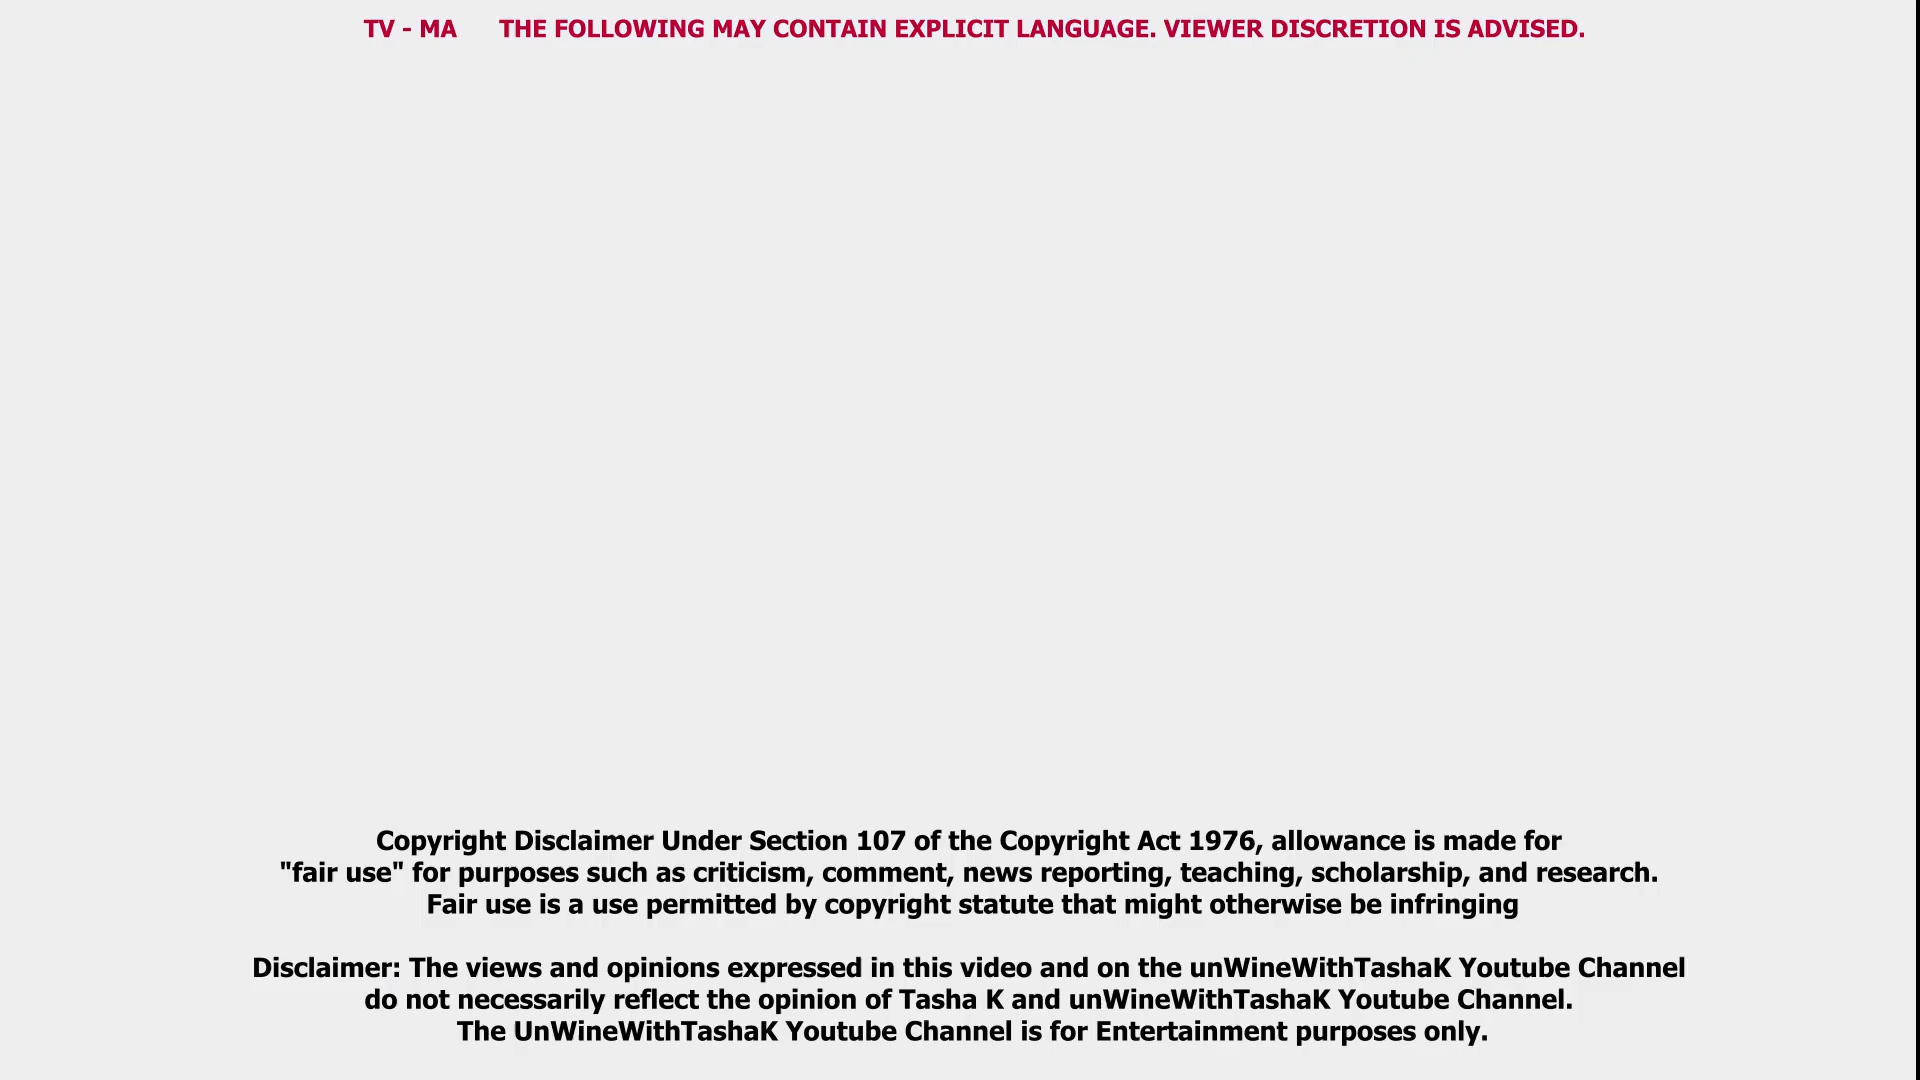 TV - MA THE FOLLOWING MAY CONTAIN EXPLICIT LANGUAGE. VIEWER DISCRETION IS ADVISED.
Copyright Disclaimer Under Section 107 of the Copyright Act 1976, allowance is made for
"fair use" for purposes such as criticism, comment, news reporting, teaching, scholarship, and research.
Fair use is a use permitted by copyright statute that might otherwise be infringing
Disclaimer: The views and opinions expressed in this video and on the unWineWithTashaK Youtube Channel
do not necessarily reflect the opinion of Tasha K and unWineWithTashaK Youtube Channel.
The UnWineWithTashaK Youtube Channel is for Entertainment purposes only.